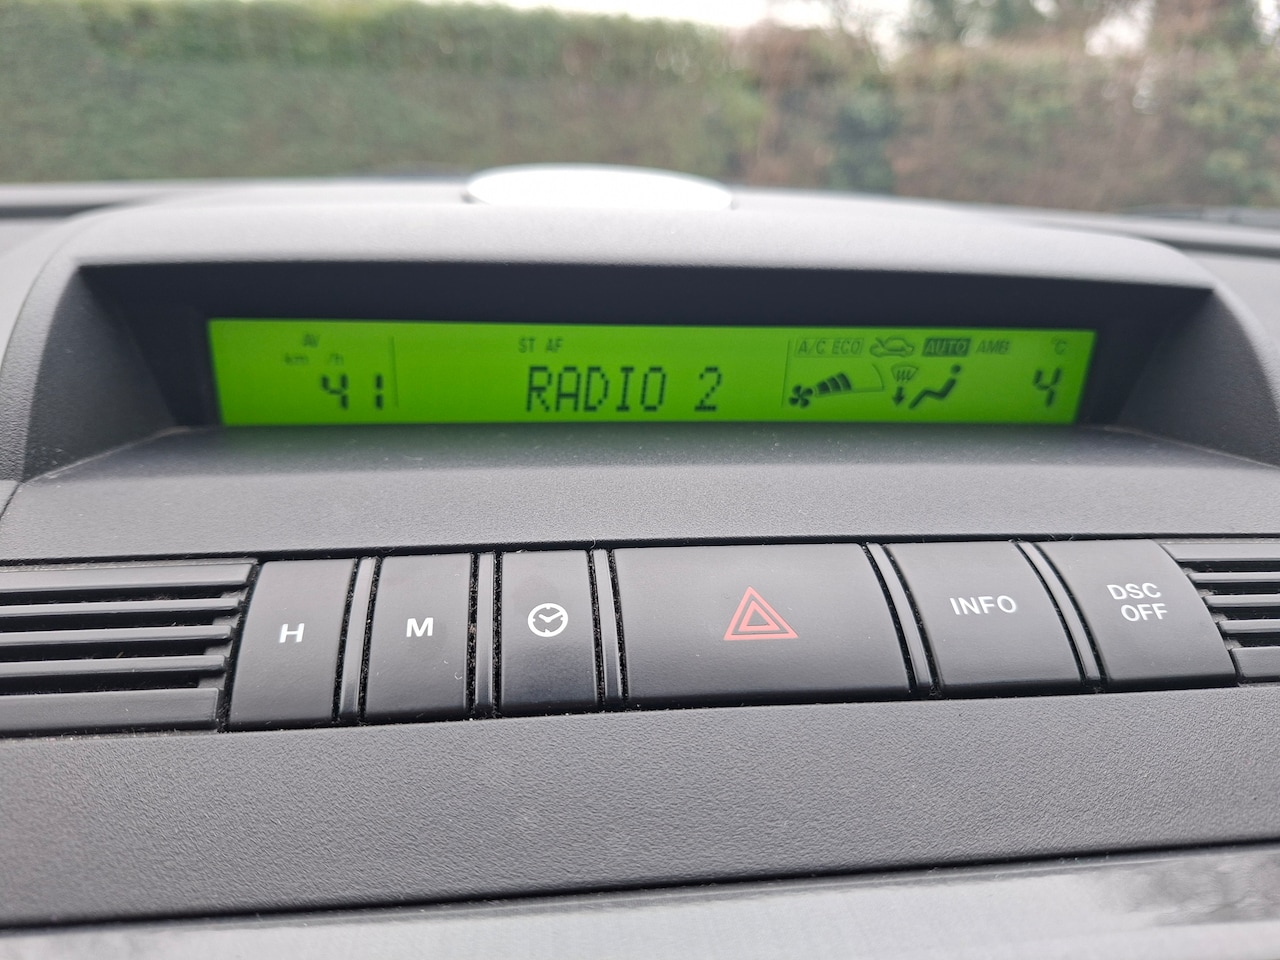 AV
km/h
41
ST AF
RADIO 2
A/C ECO AUTO AMB °C
4
H
M
INFO
DSC
OFF